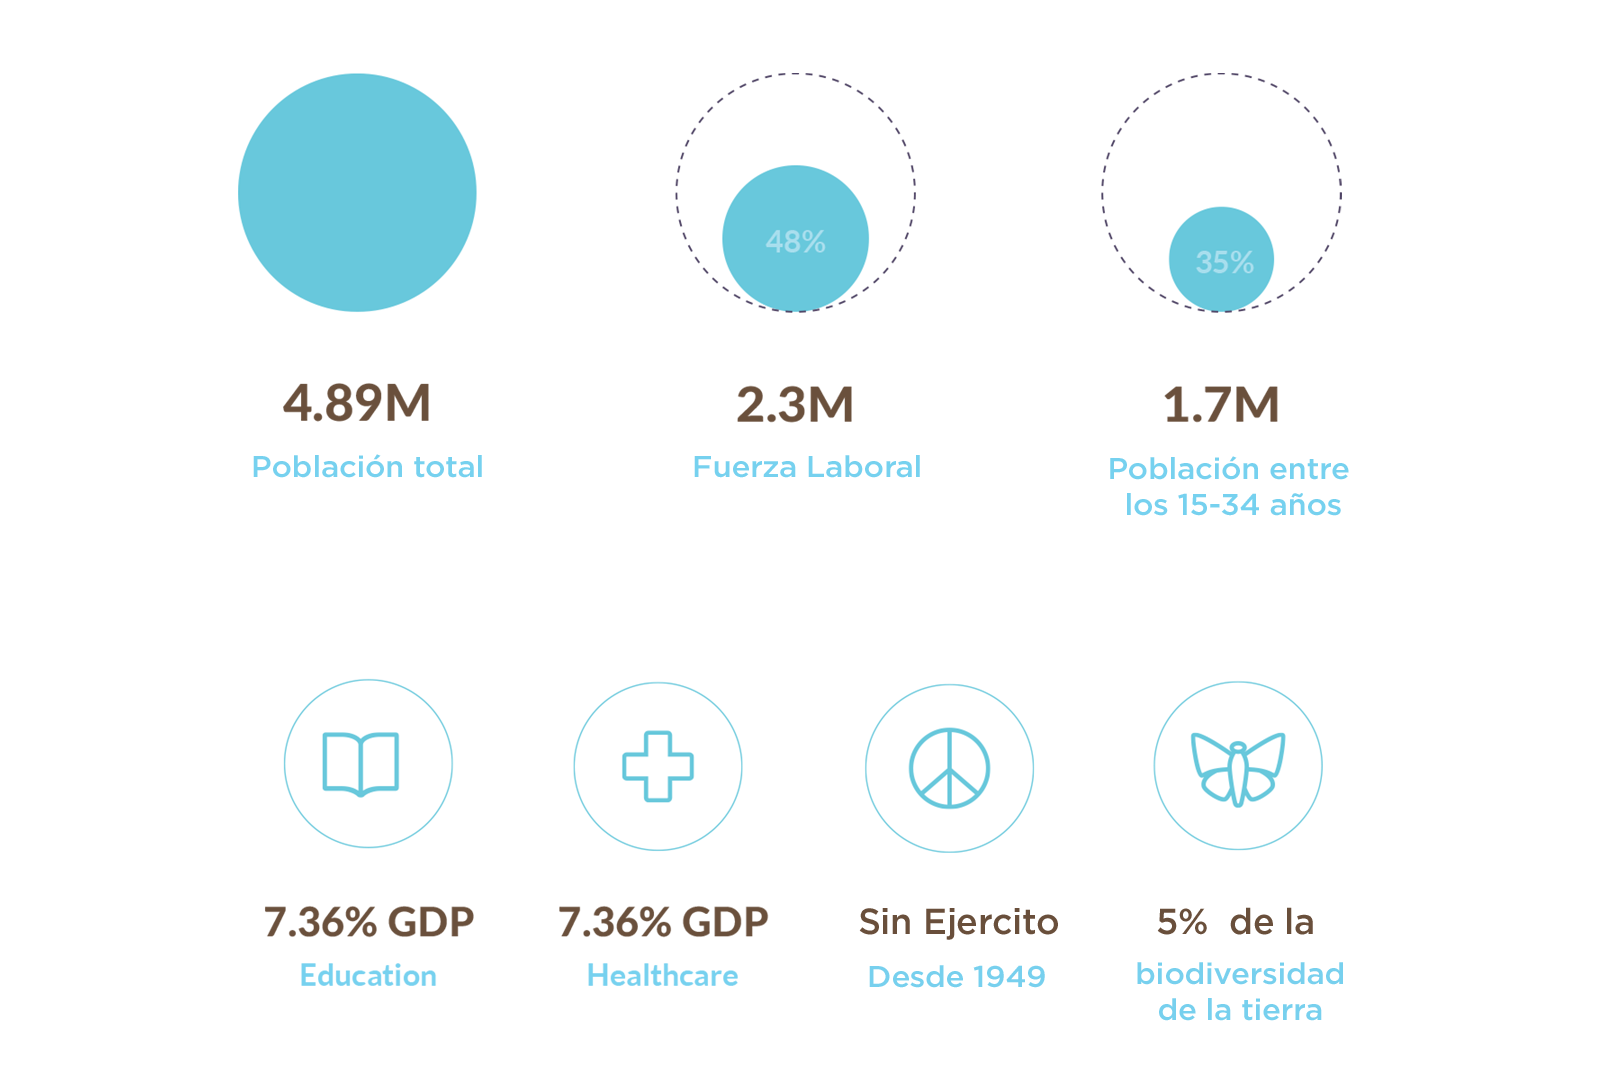 48%
35%
4.89M
2.3M
1.7M
Población total
Fuerza Laboral
Población entre
los 15-34 años
7.36% GDP
Education
7.36% GDP
Healthcare
Sin Ejercito
Desde 1949
5% de la
biodiversidad
de la tierra